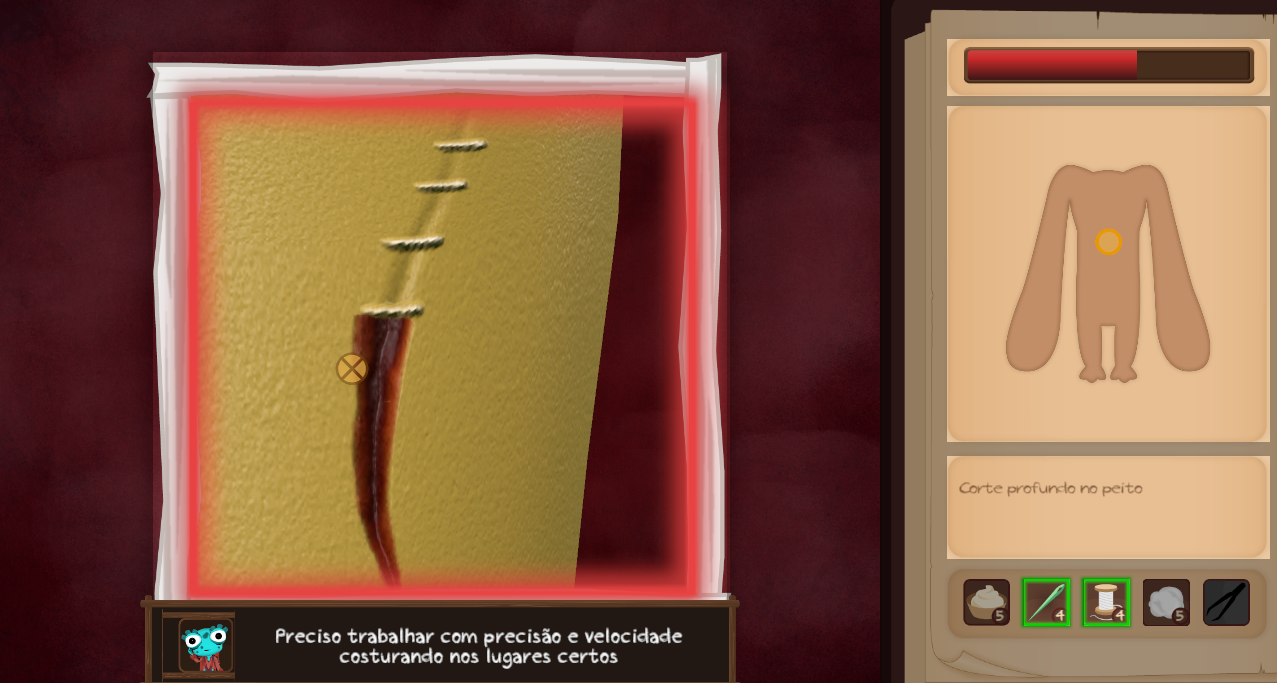 Corte profundo no peito
5
4
4
5
Preciso trabalhar com precisão e velocidade
costurando nos lugares certos